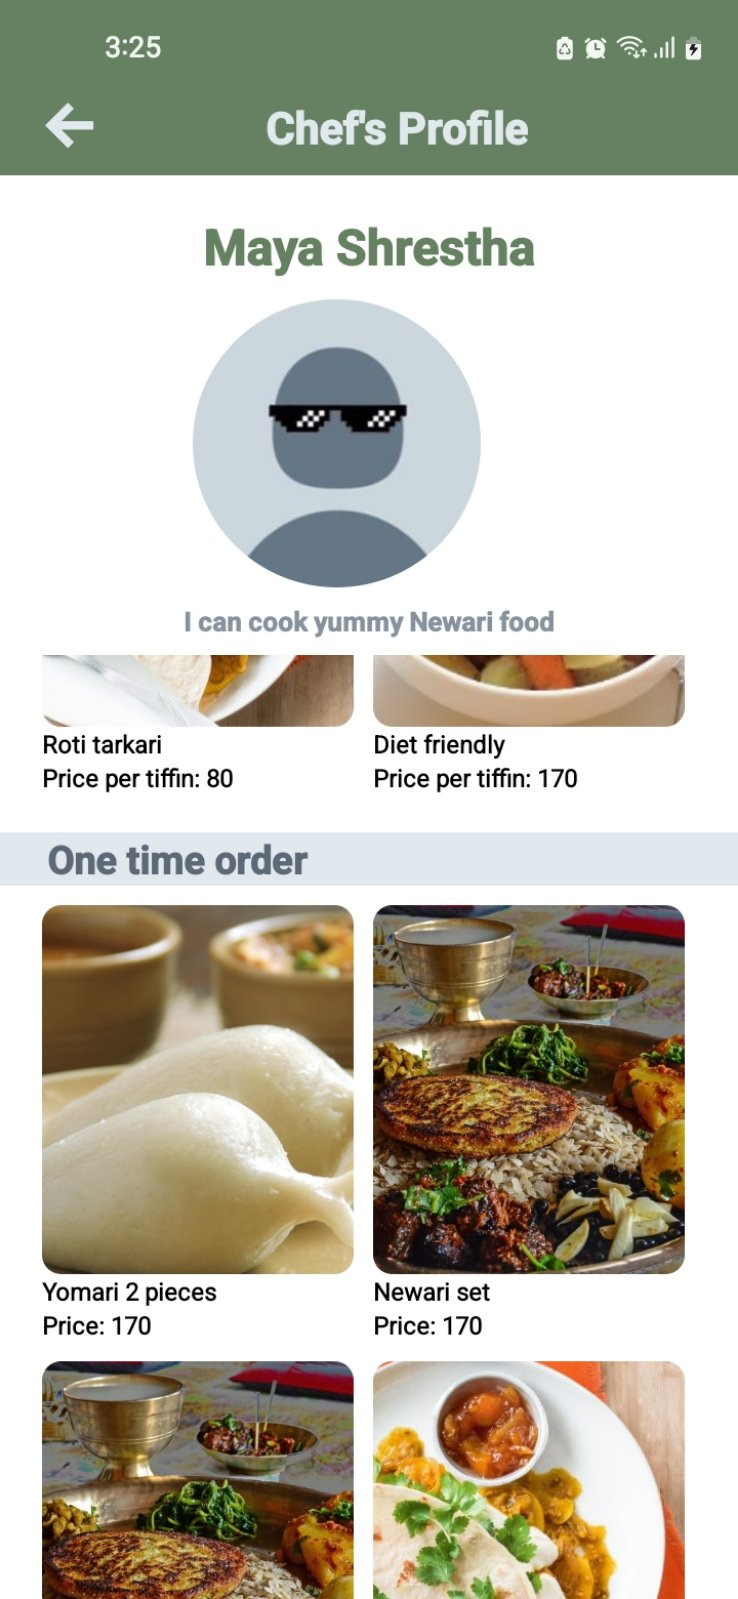 3:25
Chef's Profile
Maya Shrestha
I can cook yummy Newari food
Roti tarkari
Price per tiffin: 80
Diet friendly
Price per tiffin: 170
One time order
Yomari 2 pieces
Price: 170
Newari set
Price: 170